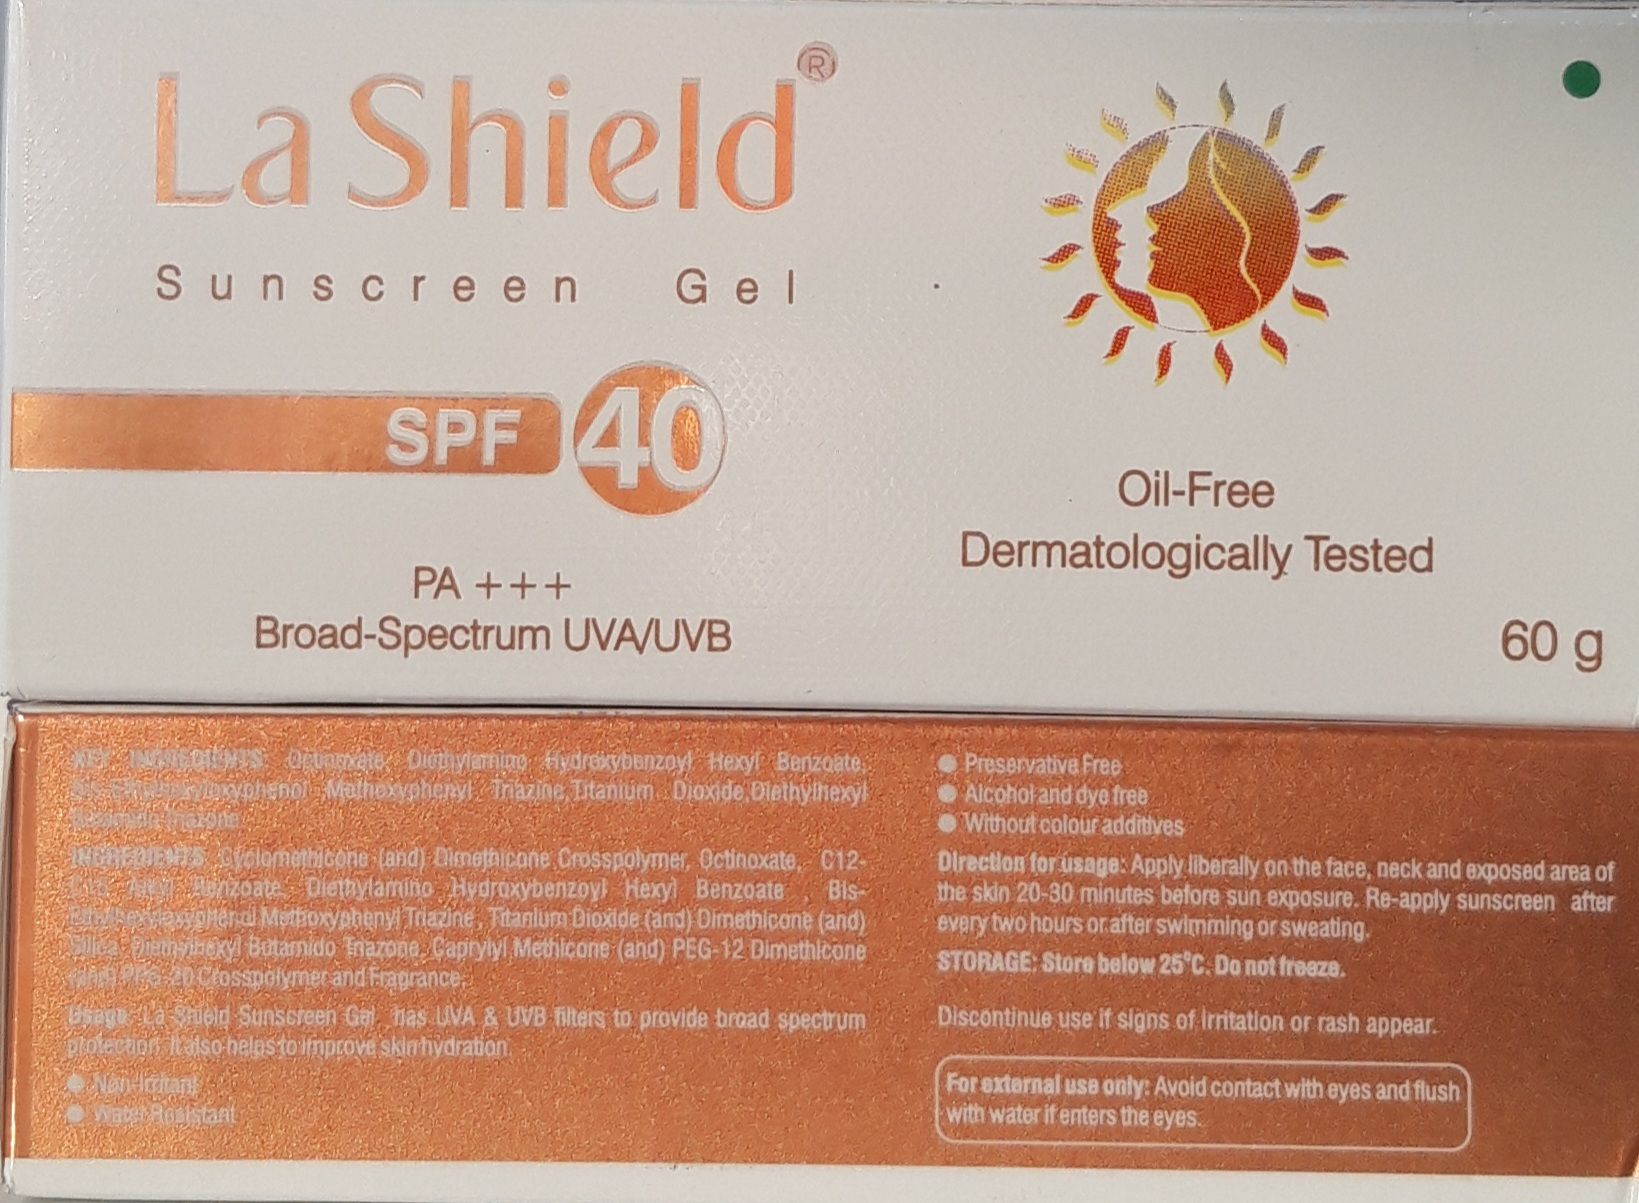 La Shield®
Sunscreen Gel
SPF 40
PA +++
Broad-Spectrum UVA/UVB
Oil-Free
Dermatologically Tested
60 g
KEY INGREDIENTS: Octinoxate, Diethylamino Hydroxybenzoyl Hexyl Benzoate,
Methoxyphenyl Triazine, Titanium Dioxide, Diethylhexyl
Triazone
INGREDIENTS: Cyclomethicone (and) Dimethicone Crosspolymer, Octinoxate, C12-
Benzoate, Diethylamino Hydroxybenzoyl Hexyl Benzoate, Bis-
Methoxyphenyl Triazine, Titanium Dioxide (and) Dimethicone (and)
Silica, Diethylhexyl Butamido Triazone, Caprylyl Methicone (and) PEG-12 Dimethicone
(and) PPG-20 Crosspolymer and Fragrance.
Usage: La Shield Sunscreen Gel, has UVA & UVB filters to provide broad spectrum
protection. It also helps to improve skin hydration.
● Non-Irritant
● Water Resistant
● Preservative Free
● Alcohol and dye free
● Without colour additives
Direction for usage: Apply liberally on the face, neck and exposed area of
the skin 20-30 minutes before sun exposure. Re-apply sunscreen after
every two hours or after swimming or sweating.
STORAGE: Store below 25°C. Do not freeze.
Discontinue use if signs of irritation or rash appear.
For external use only: Avoid contact with eyes and flush
with water if enters the eyes.